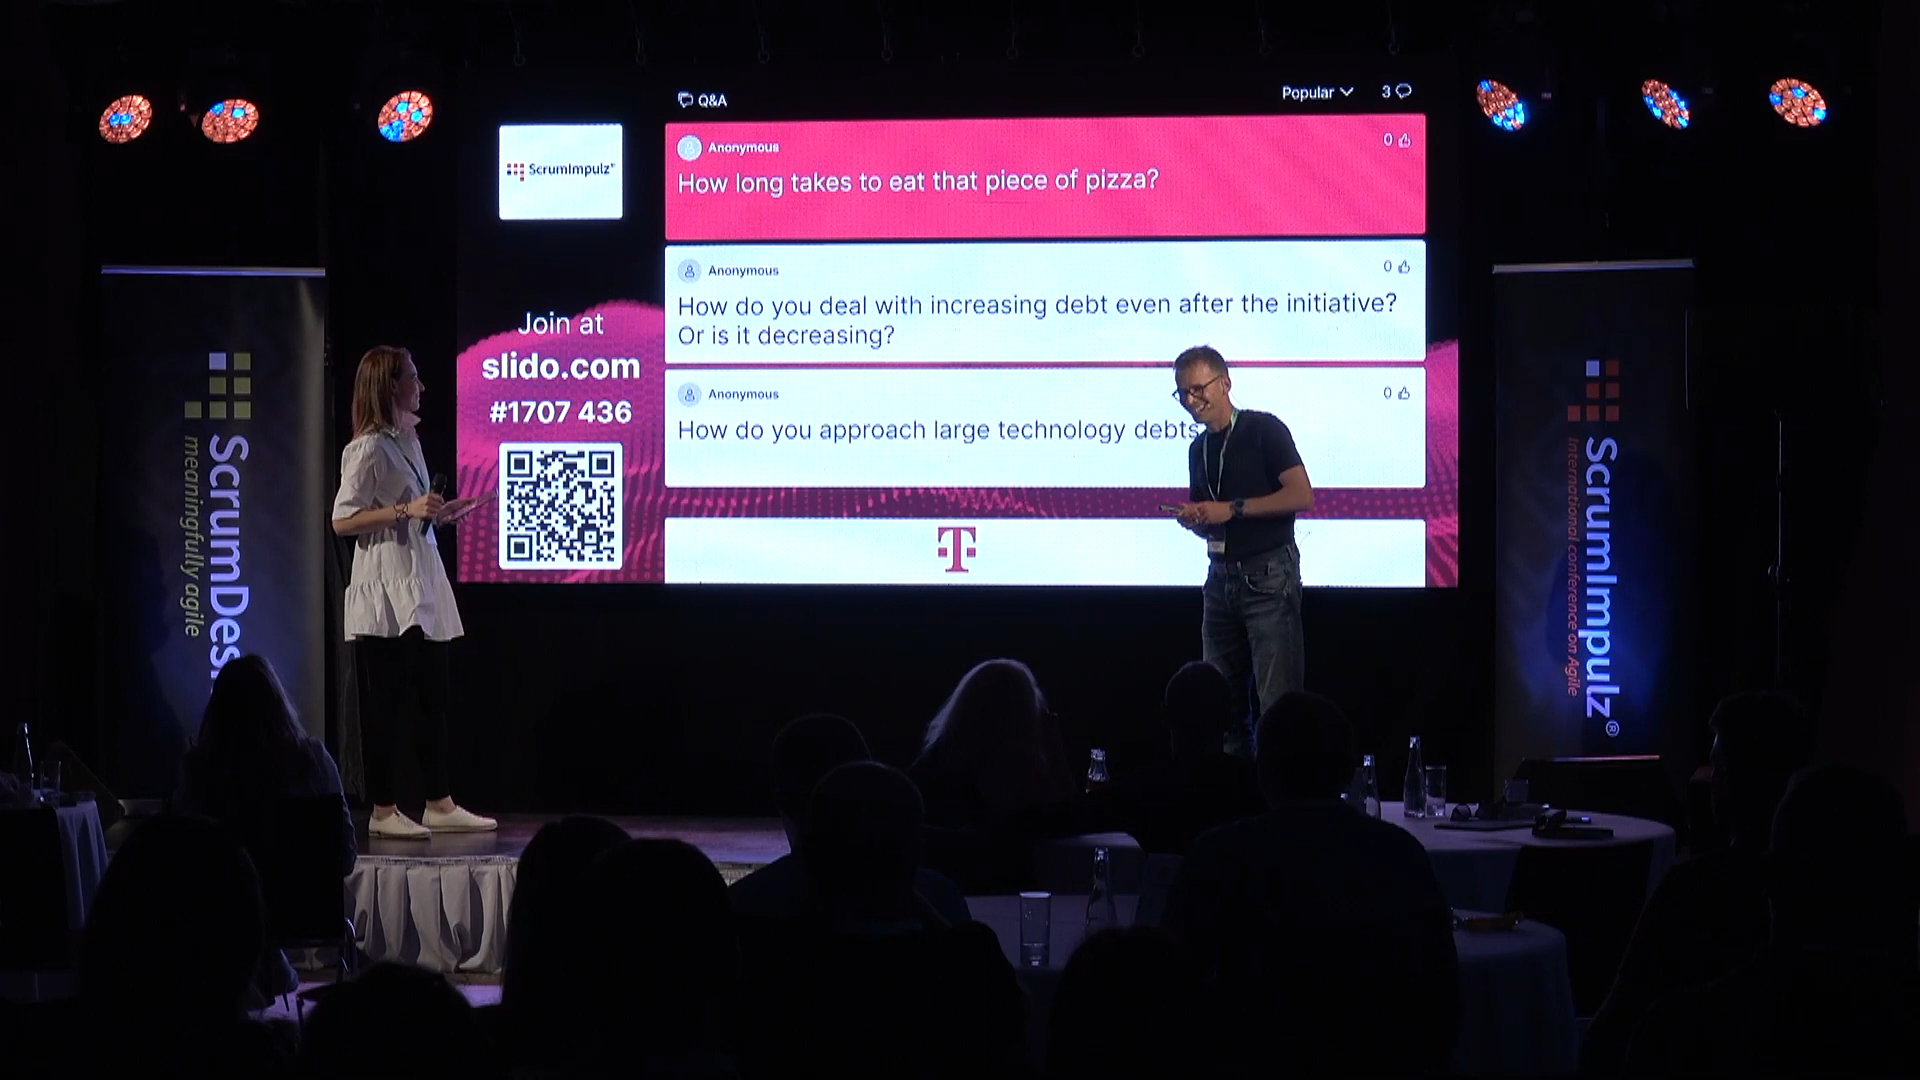 Q&A
Popular
3
ScrumImpulz®
Anonymous
0
How long takes to eat that piece of pizza?
Anonymous
0
How do you deal with increasing debt even after the initiative?
Or is it decreasing?
Anonymous
0
How do you approach large technology debts
Join at
slido.com
#1707 436
T
ScrumDes
meaningfully agile
ScrumImpulz®
International conference on Agile